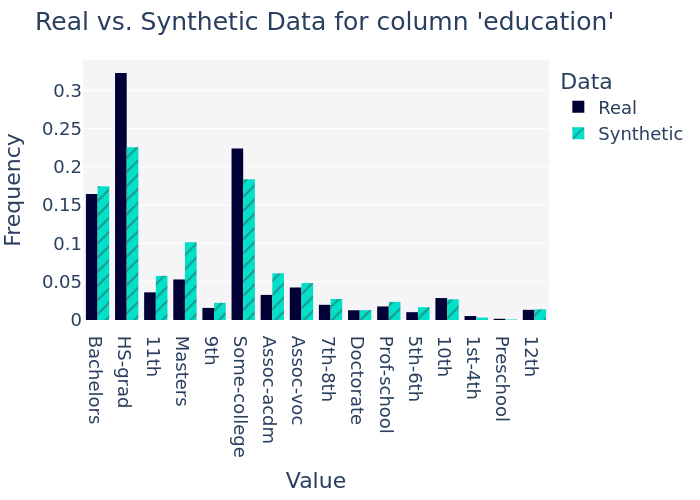 Real vs. Synthetic Data for column 'education'
Data
Real
Synthetic
Frequency
0.3
0.25
0.2
0.15
0.1
0.05
0
Bachelors
HS-grad
11th
Masters
9th
Some-college
Assoc-acdm
Assoc-voc
7th-8th
Doctorate
Prof-school
5th-6th
10th
1st-4th
Preschool
12th
Value